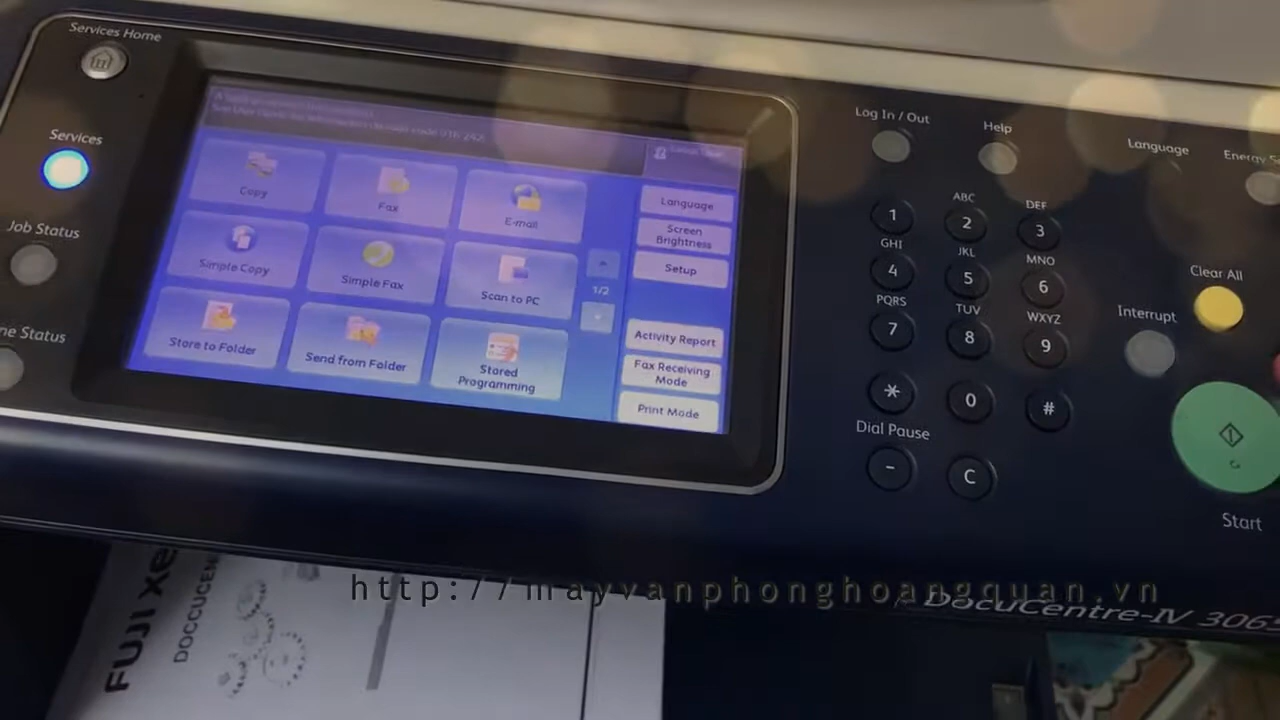 Services Home
Services
Job Status
ne Status
Copy
Fax
E-mail
Simple Copy
Simple Fax
Scan to PC
Store to Folder
Send from Folder
Stored
Programming
1/2
Language
Screen
Brightness
Setup
Activity Report
Fax Receiving
Mode
Print Mode
Log In / Out
Help
Language
Energy S
1
ABC
2
DEF
3
GHI
4
JKL
5
MNO
6
PQRS
7
TUV
8
WXYZ
9
*
0
#
Dial Pause
-
C
Interrupt
Clear All
Start
http://mayvanphonghoangquan.vn
DocuCentre-IV 306
FUJI Xe
DOCCUCEN